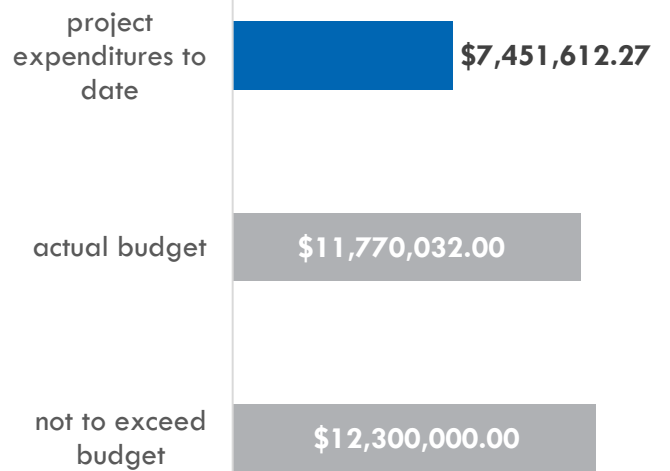 project
expenditures to
date
$7,451,612.27
actual budget
$11,770,032.00
not to exceed
budget
$12,300,000.00